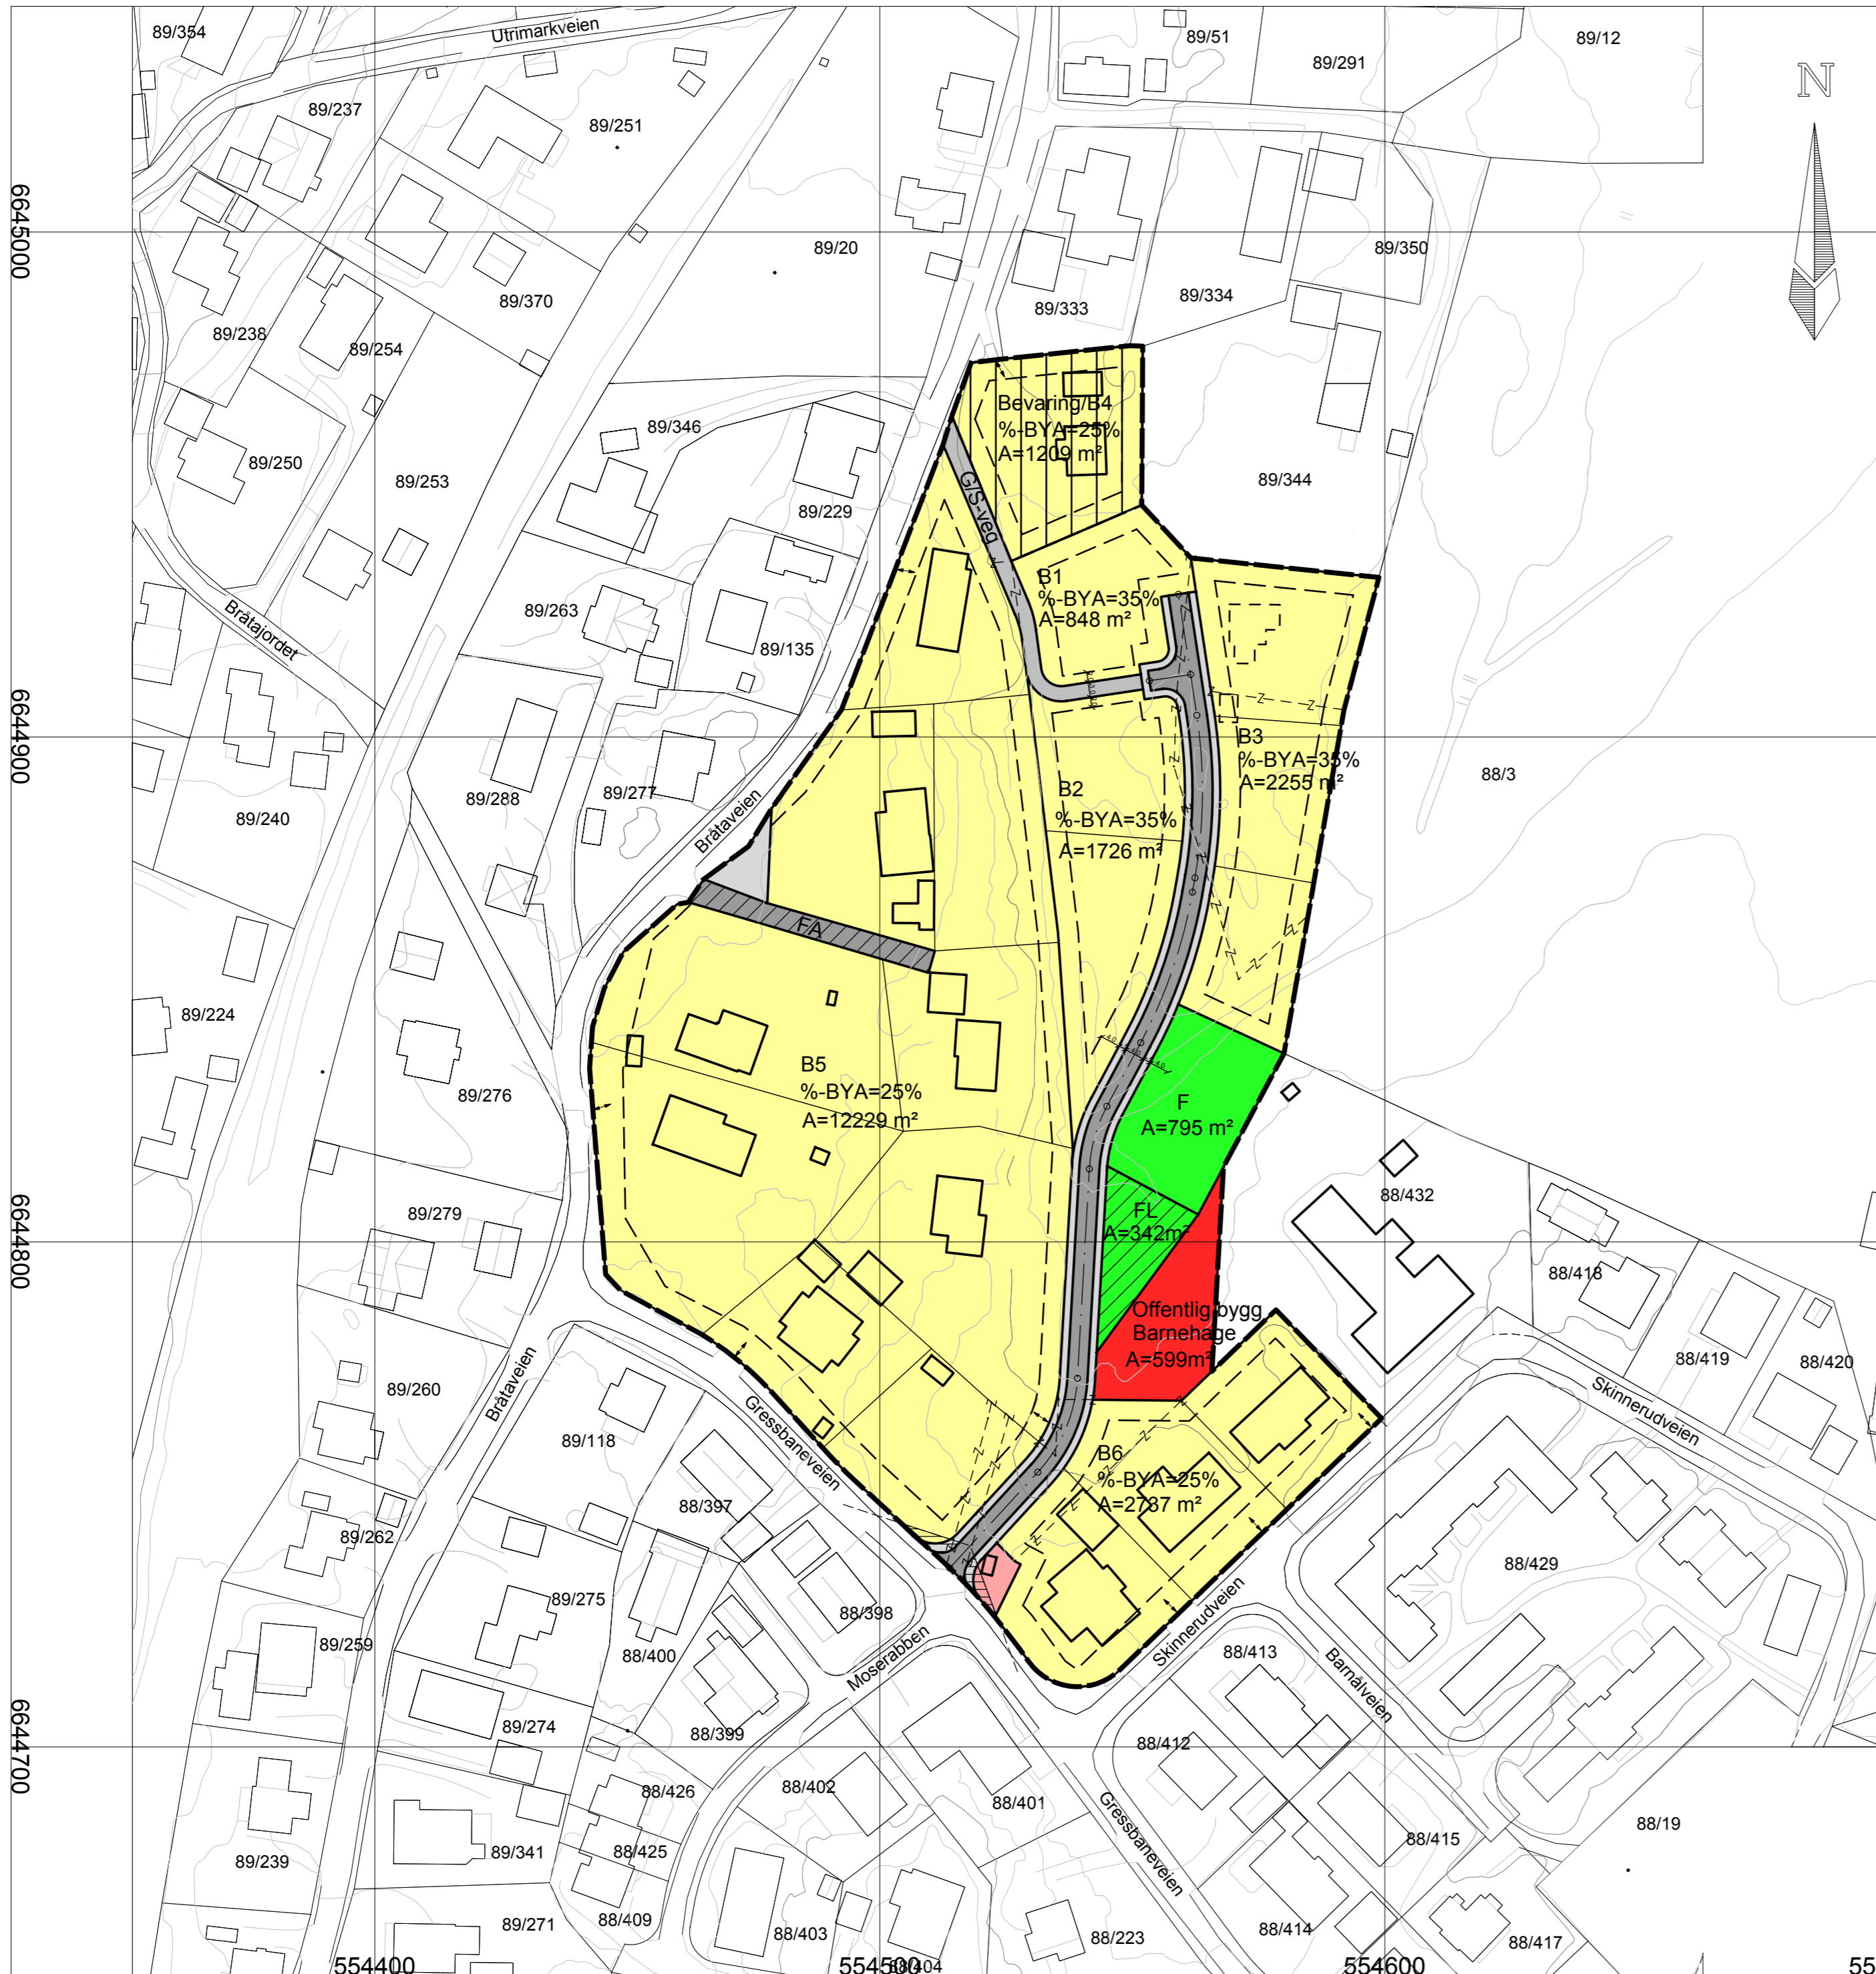 89/354
Utrimarkveien
89/51
89/12
89/291
N
89/237
89/251
6645000
89/20
89/350
89/370
89/334
89/333
89/238
89/254
Bevaring/B4
%-BYA=25%
A=1209 m²
89/346
89/250
89/253
89/344
G/S-veg
89/229
B1
%-BYA=35%
A=848 m²
89/263
Bråtajordet
89/135
6644900
B3
%-BYA=35%
A=2255 m²
88/3
B2
%-BYA=35%
A=1726 m²
89/288
89/277
Bråtaveien
89/240
FA
89/224
B5
%-BYA=25%
A=12229 m²
89/276
F
A=795 m²
88/432
89/279
FL
A=342m²
6644800
88/418
Offentlig bygg
Barnehage
A=599m²
88/419
88/420
Bråtaveien
89/260
Skinnerudveien
89/118
Gressbaneveien
B6
%-BYA=25%
A=2737 m²
88/397
89/262
88/429
89/275
88/398
89/259
88/400
Moserabben
Skinnerudveien
88/413
Barnålveien
89/274
88/399
88/412
6644700
88/426
88/402
88/401
Gressbaneveien
88/19
88/415
89/341
88/425
89/239
89/271
88/409
88/403
88/223
88/414
88/417
554400
554500
88/404
554600
55